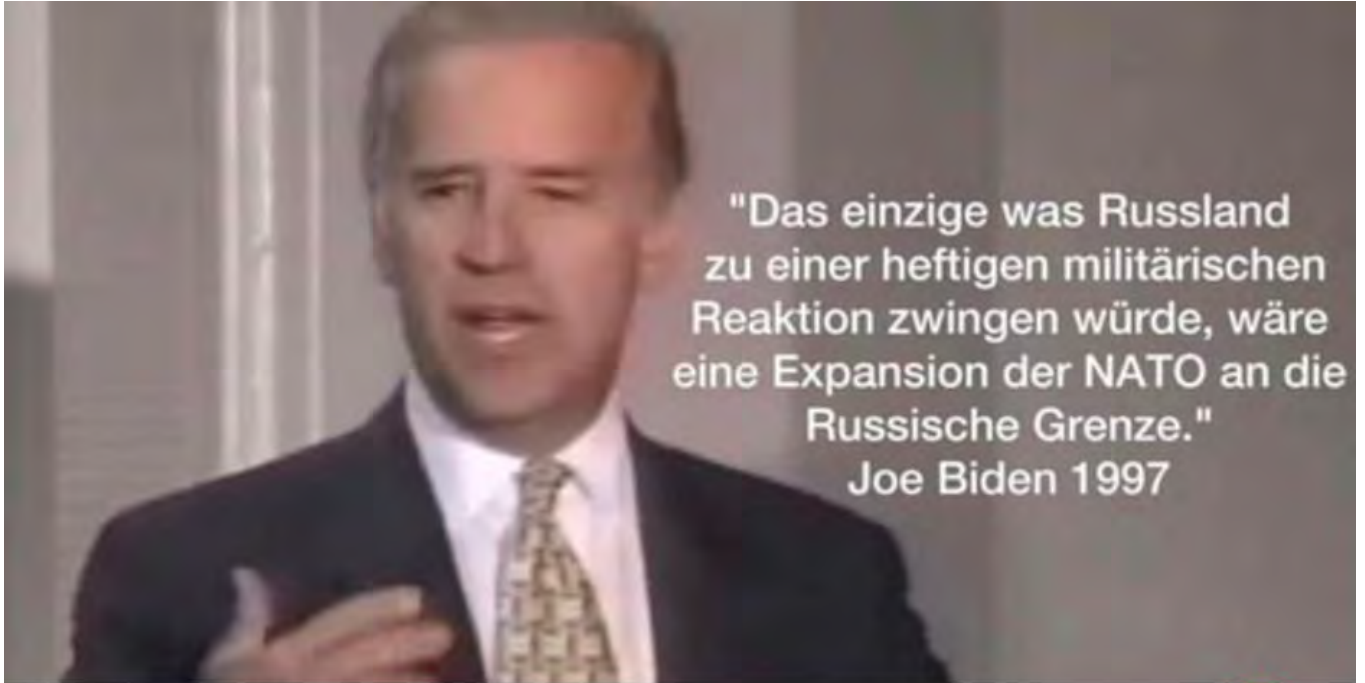 "Das einzige was Russland
zu einer heftigen militärischen
Reaktion zwingen würde, wäre
eine Expansion der NATO an die
Russische Grenze."
Joe Biden 1997